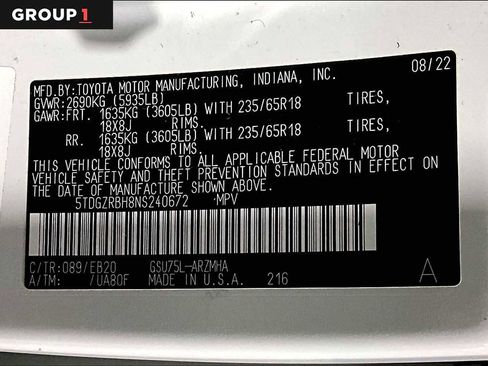 GROUP 1
MFD.BY:TOYOTA MOTOR MANUFACTURING, INDIANA, INC. 08/22
GVWR:2690KG (5935LB)
GAWR:FRT. 1635KG (3605LB) WITH 235/65R18 TIRES,
18X8J RIMS.
RR. 1635KG (3605LB) WITH 235/65R18 TIRES,
18X8J RIMS.
THIS VEHICLE CONFORMS TO ALL APPLICABLE FEDERAL MOTOR
VEHICLE SAFETY AND THEFT PREVENTION STANDARDS IN EFFECT ON
THE DATE OF MANUFACTURE SHOWN ABOVE.
5TDGZRBH8NS240672 ·MPV
C/TR:089/EB20 GSU75L-ARZMHA
A/TM: /UA80F MADE IN U.S.A. 216 A